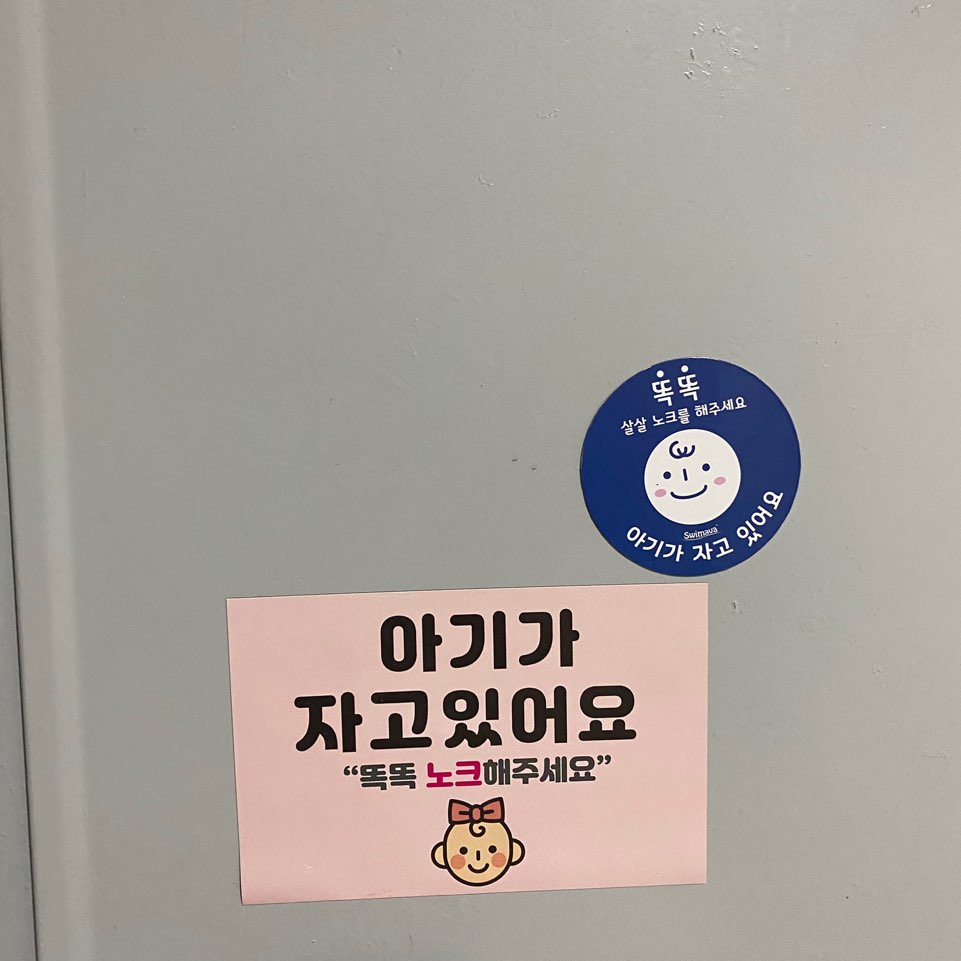 똑똑
살살 노크를 해주세요
Swimava
아기가 자고 있어요
아기가
자고있어요
“똑똑 노크해주세요”